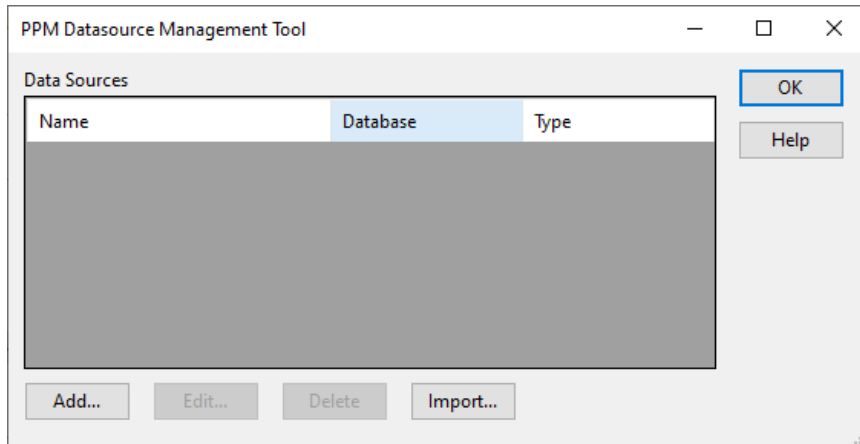 PPM Datasource Management Tool
Data Sources
OK
Name Database Type
Help
Add... Edit... Delete Import...